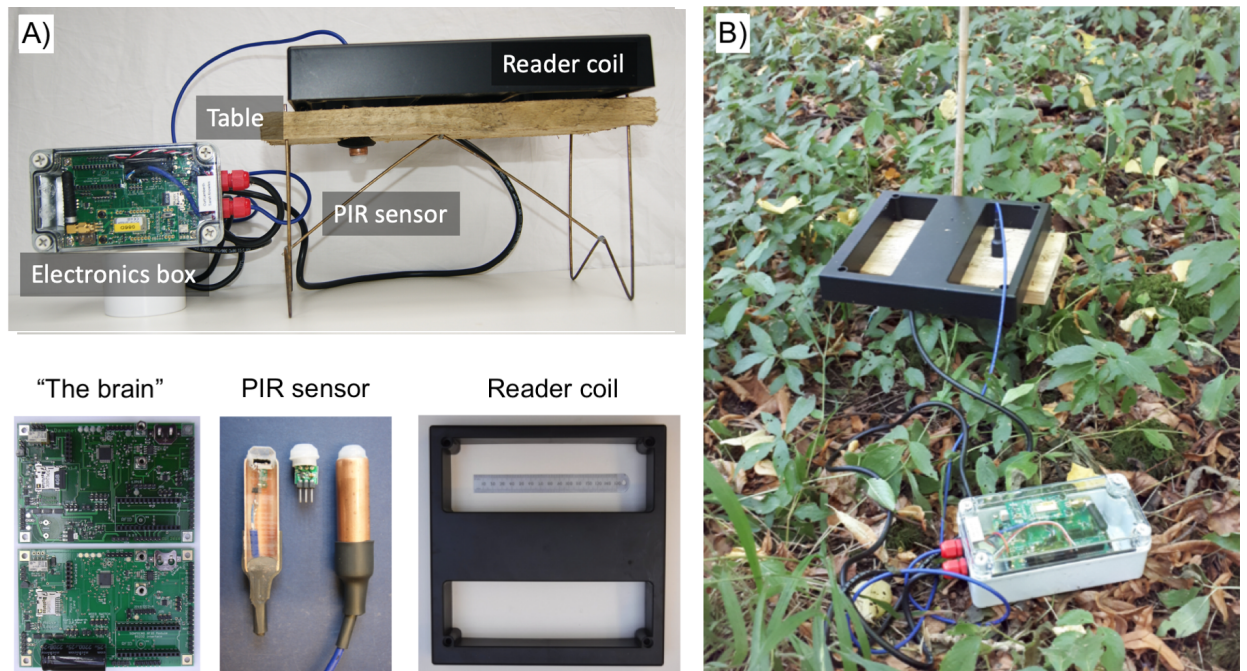 A)
Reader coil
Table
PIR sensor
Electronics box
B)
“The brain”
PIR sensor
Reader coil